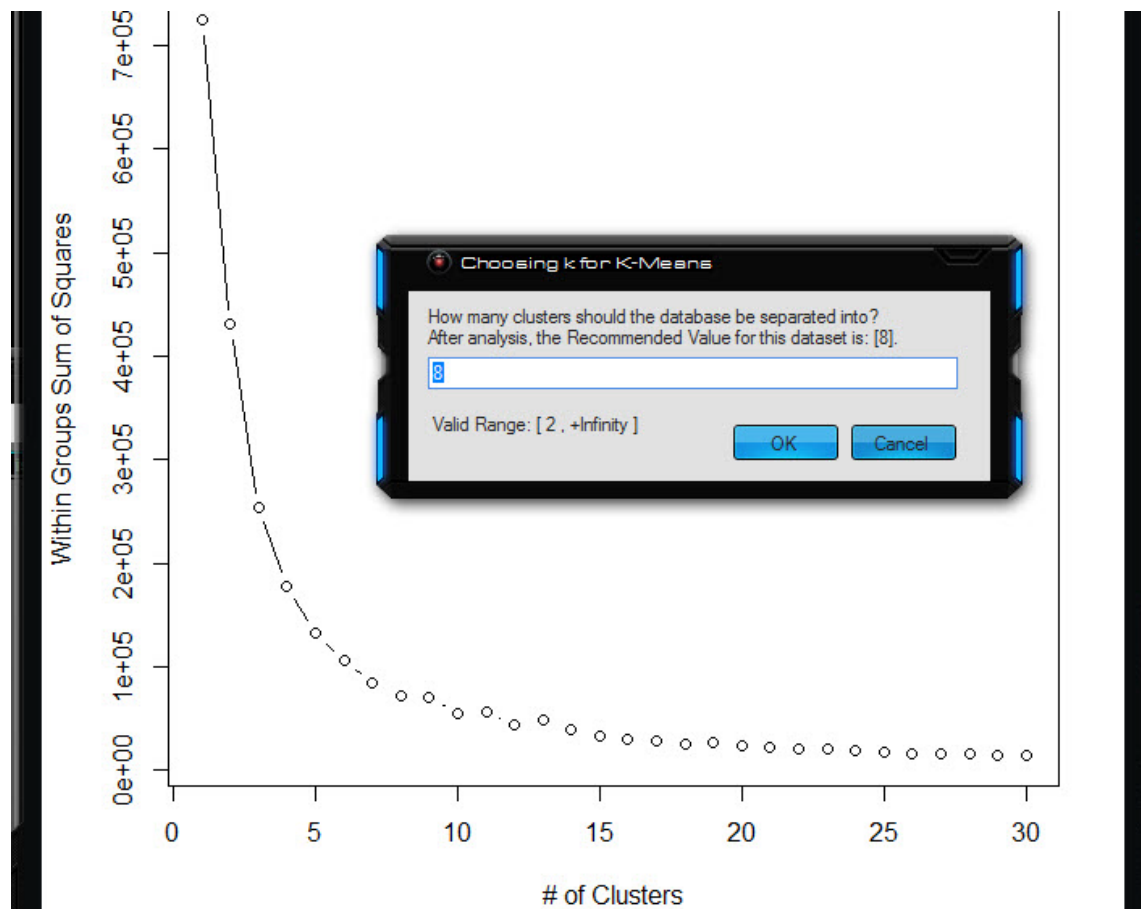 7e+05
6e+05
5e+05
4e+05
3e+05
2e+05
1e+05
0e+00
Within Groups Sum of Squares
Choosing k for K-Means
How many clusters should the database be separated into?
After analysis, the Recommended Value for this dataset is: [8].
8
Valid Range: [ 2 , +Infinity ]
OK Cancel
0 5 10 15 20 25 30
# of Clusters